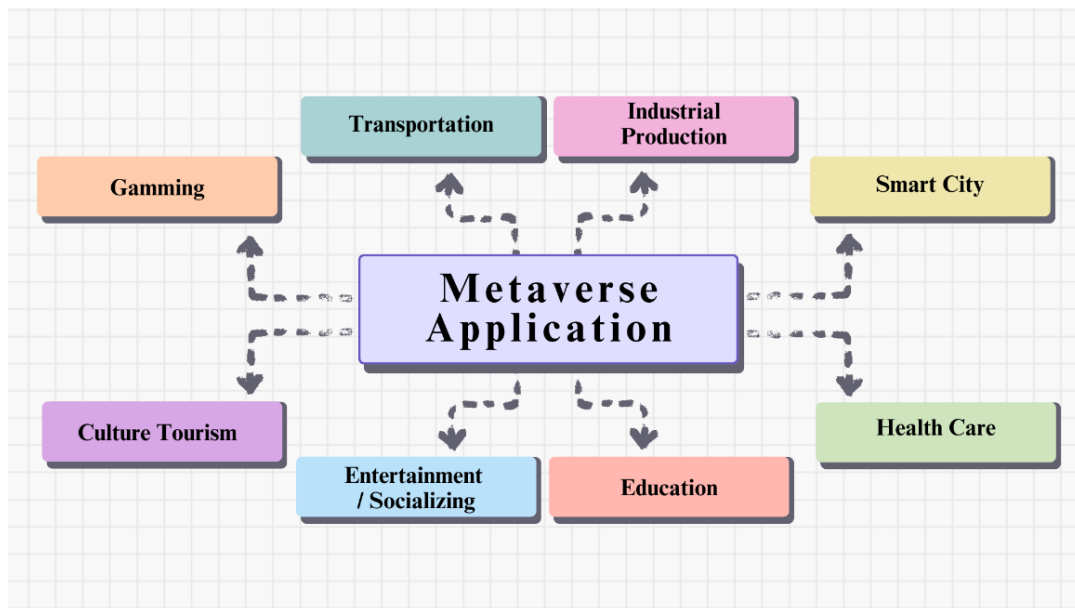 Transportation
Industrial
Production
Gamming
Smart City
Metaverse
Application
Culture Tourism
Health Care
Entertainment
/ Socializing
Education